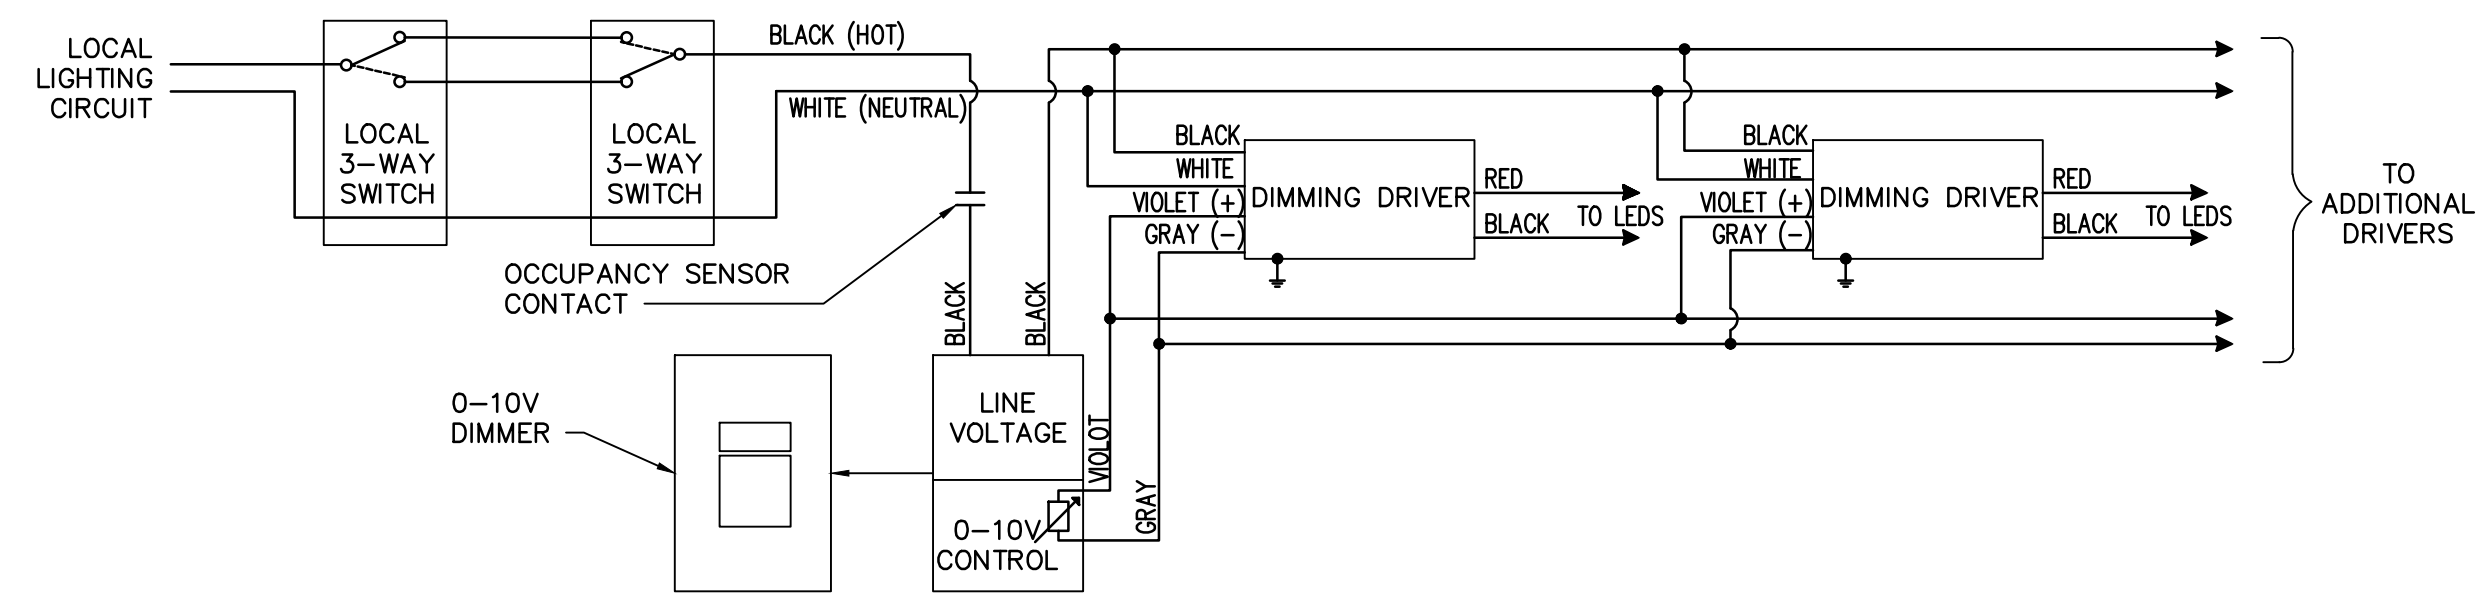 LOCAL
LIGHTING
CIRCUIT
LOCAL
3-WAY
SWITCH
LOCAL
3-WAY
SWITCH
BLACK (HOT)
WHITE (NEUTRAL)
OCCUPANCY SENSOR
CONTACT
BLACK
BLACK
0-10V
DIMMER
LINE
VOLTAGE
0-10V
CONTROL
VIOLOT
GRAY
BLACK
WHITE
VIOLET (+)
GRAY (-)
DIMMING DRIVER
RED
TO LEDS
BLACK
BLACK
WHITE
VIOLET (+)
GRAY (-)
DIMMING DRIVER
RED
TO LEDS
BLACK
TO
ADDITIONAL
DRIVERS